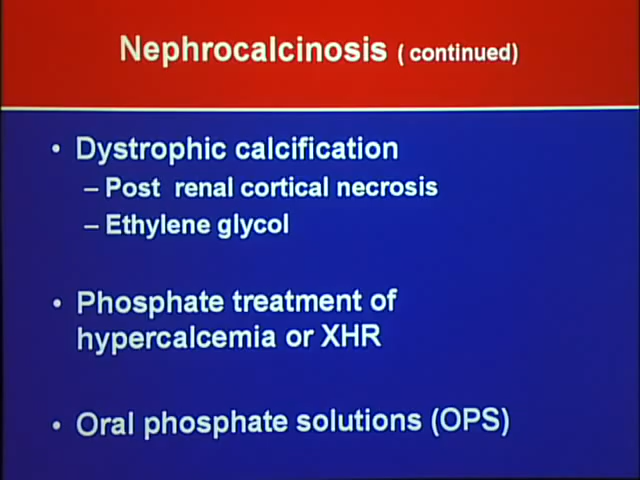 Nephrocalcinosis ( continued)
• Dystrophic calcification
– Post renal cortical necrosis
– Ethylene glycol
• Phosphate treatment of
hypercalcemia or XHR
• Oral phosphate solutions (OPS)